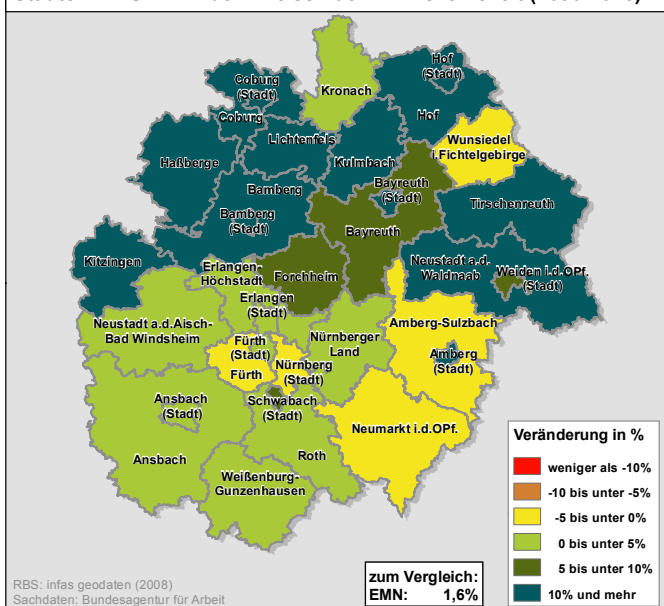 Hof
(Stadt)
Coburg
(Stadt)
Kronach
Coburg
Hof
Lichtenfels
Wunsiedel
i.Fichtelgebirge
Haßberge
Kulmbach
Bayreuth
(Stadt)
Bamberg
Tirschenreuth
Bamberg
(Stadt)
Bayreuth
Kitzingen
Neustadt a.d.
Waldnaab
Erlangen-
Höchstadt
Forchheim
Weiden i.d.OPf.
(Stadt)
Erlangen
(Stadt)
Neustadt a.d.Aisch-
Bad Windsheim
Amberg-Sulzbach
Fürth
(Stadt)
Nürnberger
Land
Amberg
(Stadt)
Fürth
Nürnberg
(Stadt)
Ansbach
(Stadt)
Schwabach
(Stadt)
Neumarkt i.d.OPf.
Ansbach
Roth
Weißenburg-
Gunzenhausen
Veränderung in %
weniger als -10%
-10 bis unter -5%
-5 bis unter 0%
0 bis unter 5%
5 bis unter 10%
10% und mehr
zum Vergleich:
EMN: 1,6%
RBS: infas geodaten (2008)
Sachdaten: Bundesagentur für Arbeit